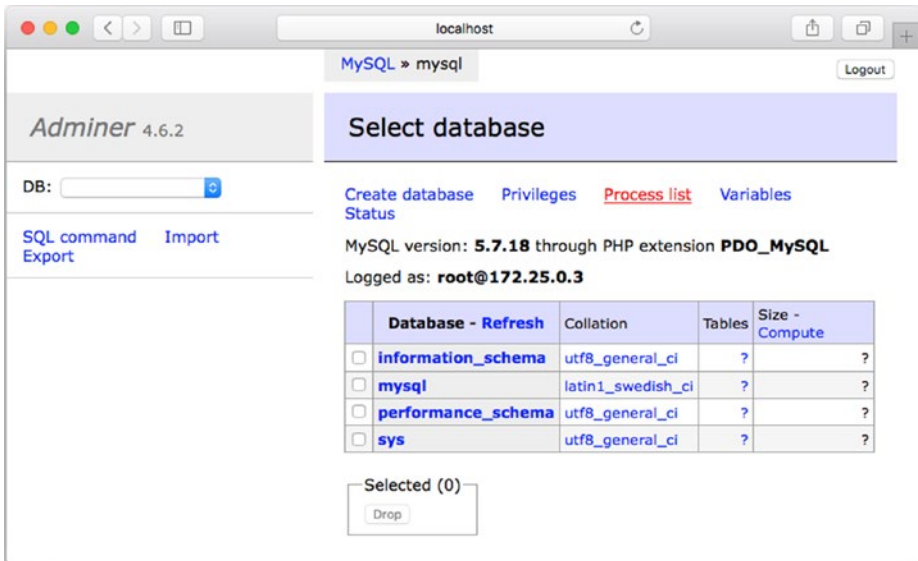 localhost
MySQL » mysql
Logout
Adminer 4.6.2
Select database
DB:
Create database Privileges Process list Variables
Status
SQL command Import
Export
MySQL version: 5.7.18 through PHP extension PDO_MySQL
Logged as: root@172.25.0.3
Database - Refresh Collation Tables Size - Compute
information_schema utf8_general_ci ? ?
mysql latin1_swedish_ci ? ?
performance_schema utf8_general_ci ? ?
sys utf8_general_ci ? ?
Selected (0)
Drop